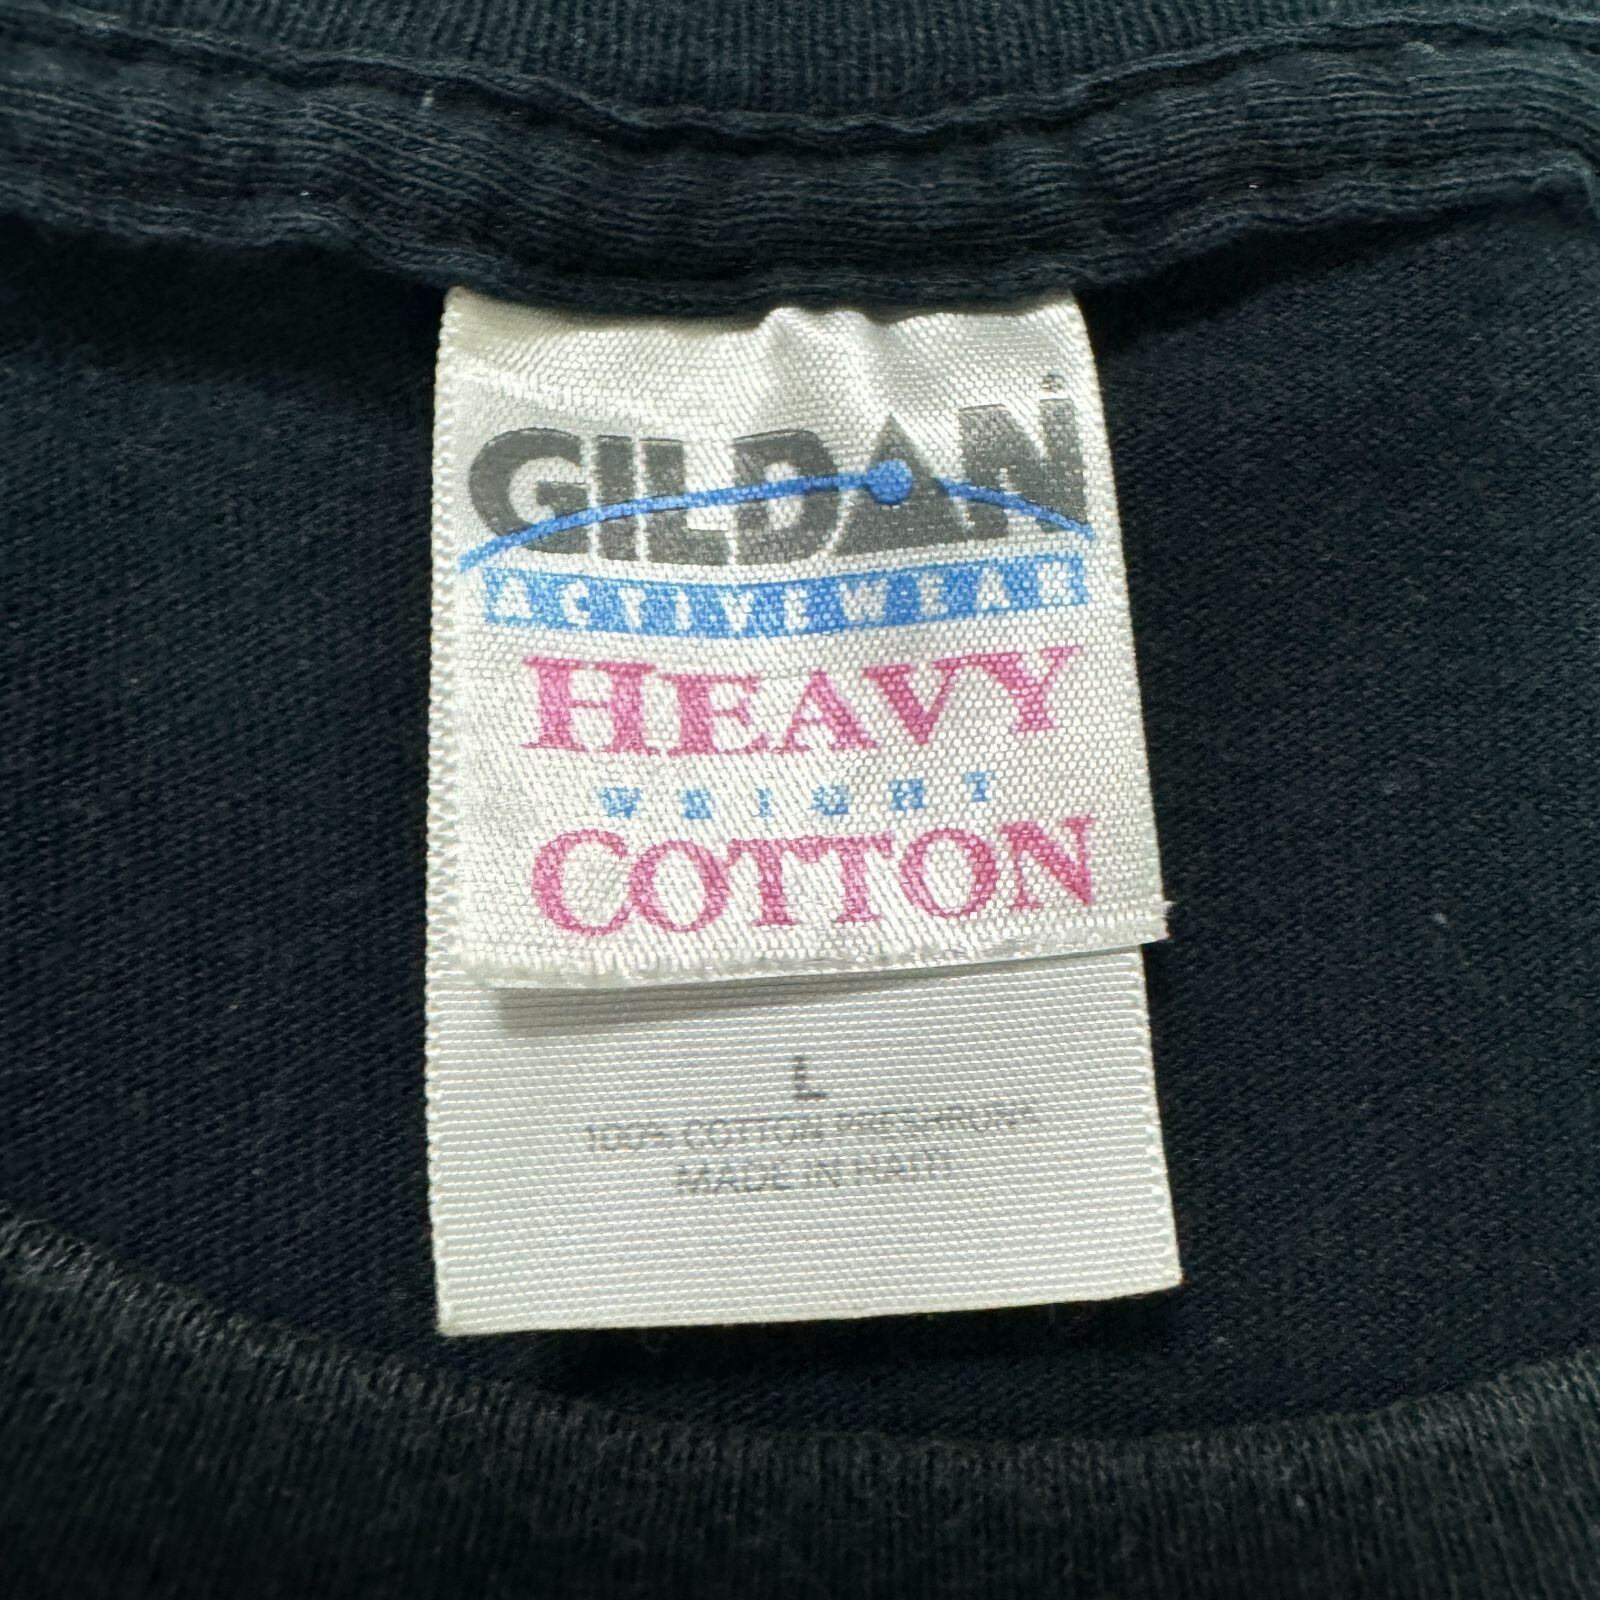 GILDAN
ACTIVEWEAR
HEAVY
WEIGHT
COTTON
L
100% COTTON PRESHRUNK
MADE IN HAITI